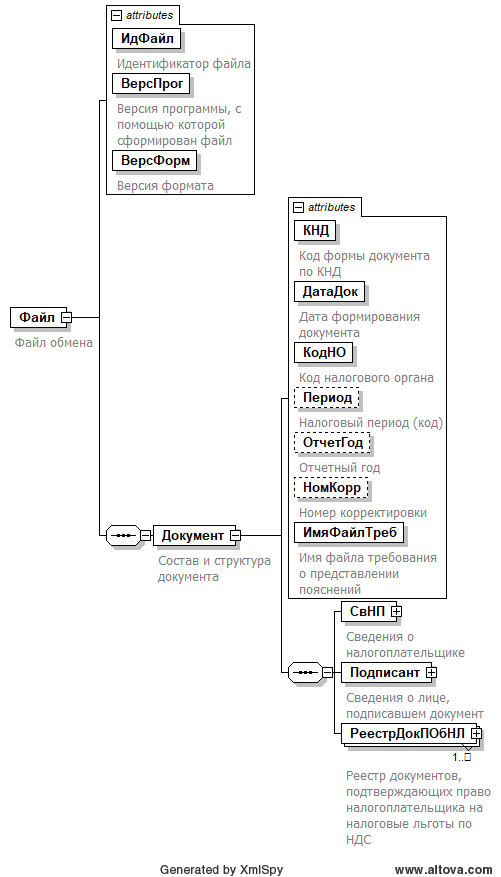 attributes
ИдФайл
Идентификатор файла
ВерсПрог
Версия программы, с
помощью которой
сформирован файл
ВерсФорм
Версия формата
Файл
Файл обмена
Документ
Состав и структура
документа
attributes
КНД
Код формы документа
по КНД
ДатаДок
Дата формирования
документа
КодНО
Код налогового органа
Период
Налоговый период (код)
ОтчетГод
Отчетный год
НомКорр
Номер корректировки
ИмяФайлТреб
Имя файла требования
о представлении
пояснений
СвНП
Сведения о
налогоплательщике
Подписант
Сведения о лице,
подписавшем документ
РеестрДокПОбНЛ
1..
Реестр документов,
подтверждающих право
налогоплательщика на
налоговые льготы по
НДС
Generated by XmlSpy
www.altova.com